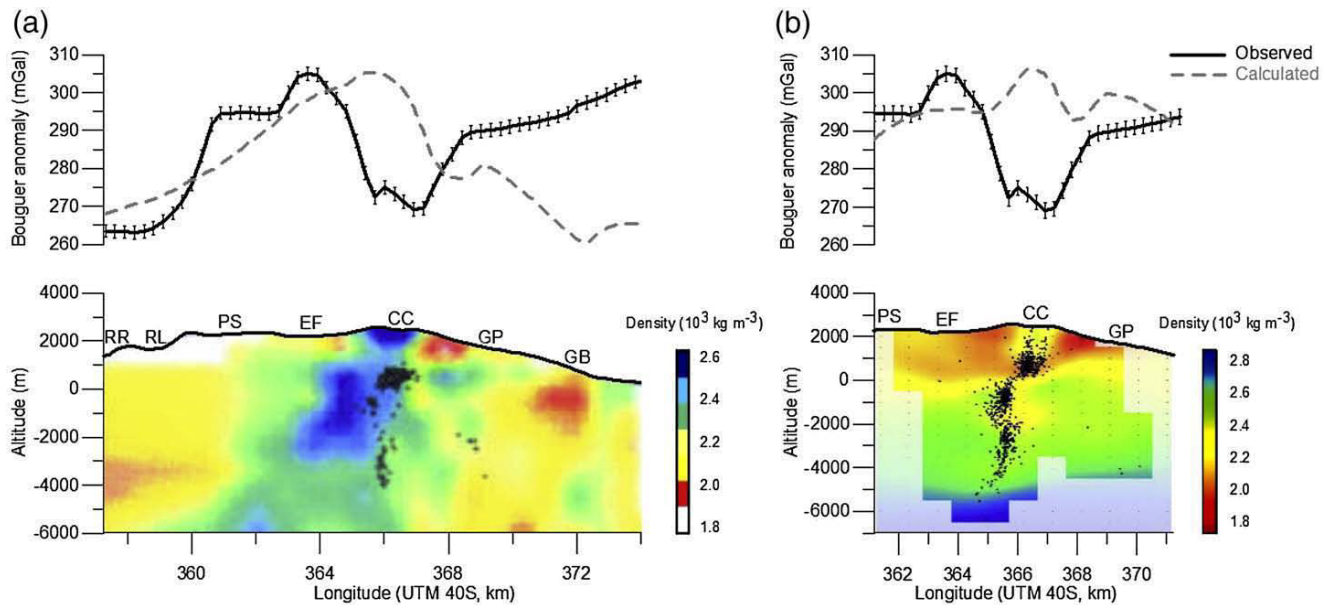 (a)
Bouguer anomaly (mGal)
310
300
290
280
270
260
4000
2000
0
-2000
-4000
-6000
Altitude (m)
RR RL PS EF CC GP GB
Density (10³ kg m⁻³)
2.6
2.4
2.2
2.0
1.8
360 364 368 372
Longitude (UTM 40S, km)
(b)
Observed
Calculated
Bouguer anomaly (mGal)
310
300
290
280
270
260
4000
2000
0
-2000
-4000
-6000
Altitude (m)
PS EF CC GP
Density (10³ kg m⁻³)
2.8
2.6
2.4
2.2
2.0
1.8
362 364 366 368 370
Longitude (UTM 40S, km)